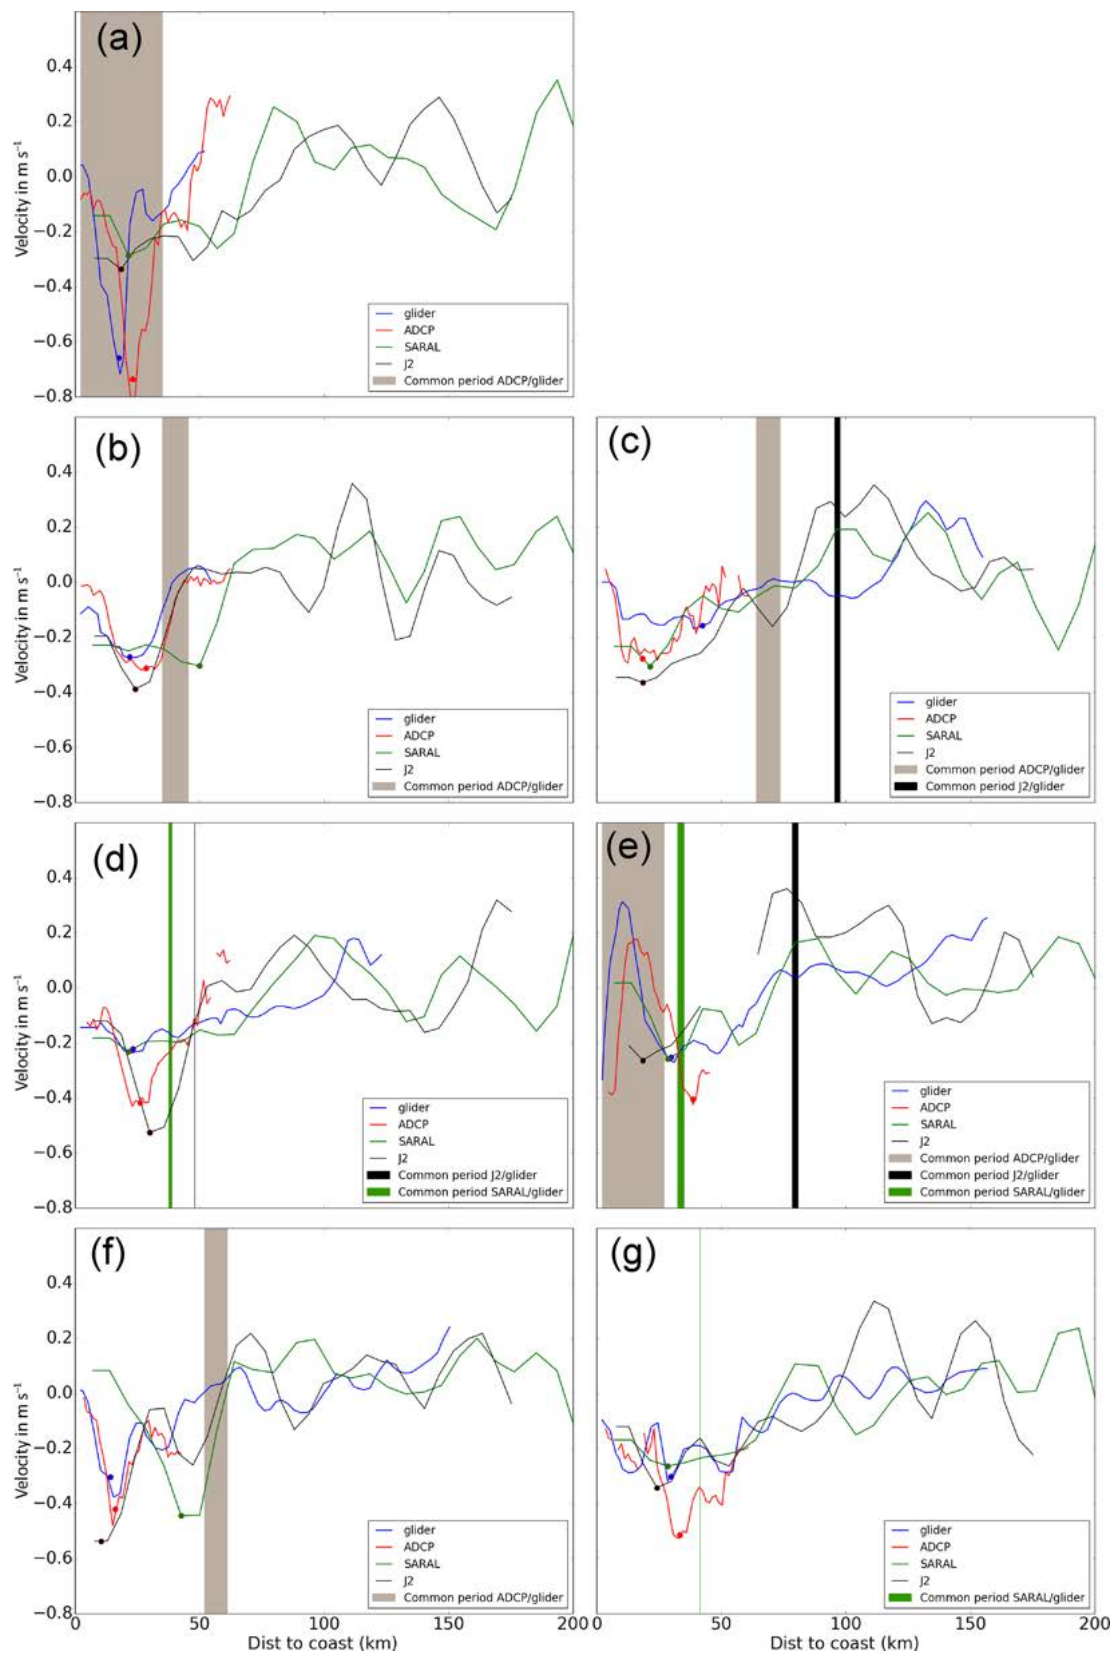 (a)
0.4
0.2
0.0
−0.2
−0.4
−0.6
−0.8
Velocity in m s⁻¹
glider
ADCP
SARAL
J2
Common period ADCP/glider
(b)
0.4
0.2
0.0
−0.2
−0.4
−0.6
−0.8
Velocity in m s⁻¹
glider
ADCP
SARAL
J2
Common period ADCP/glider
(c)
glider
ADCP
SARAL
J2
Common period ADCP/glider
Common period J2/glider
(d)
0.4
0.2
0.0
−0.2
−0.4
−0.6
−0.8
Velocity in m s⁻¹
glider
ADCP
SARAL
J2
Common period J2/glider
Common period SARAL/glider
(e)
glider
ADCP
SARAL
J2
Common period ADCP/glider
Common period J2/glider
Common period SARAL/glider
(f)
0.4
0.2
0.0
−0.2
−0.4
−0.6
−0.8
Velocity in m s⁻¹
glider
ADCP
SARAL
J2
Common period ADCP/glider
0 50 100 150 200
Dist to coast (km)
(g)
glider
ADCP
SARAL
J2
Common period SARAL/glider
0 50 100 150 200
Dist to coast (km)